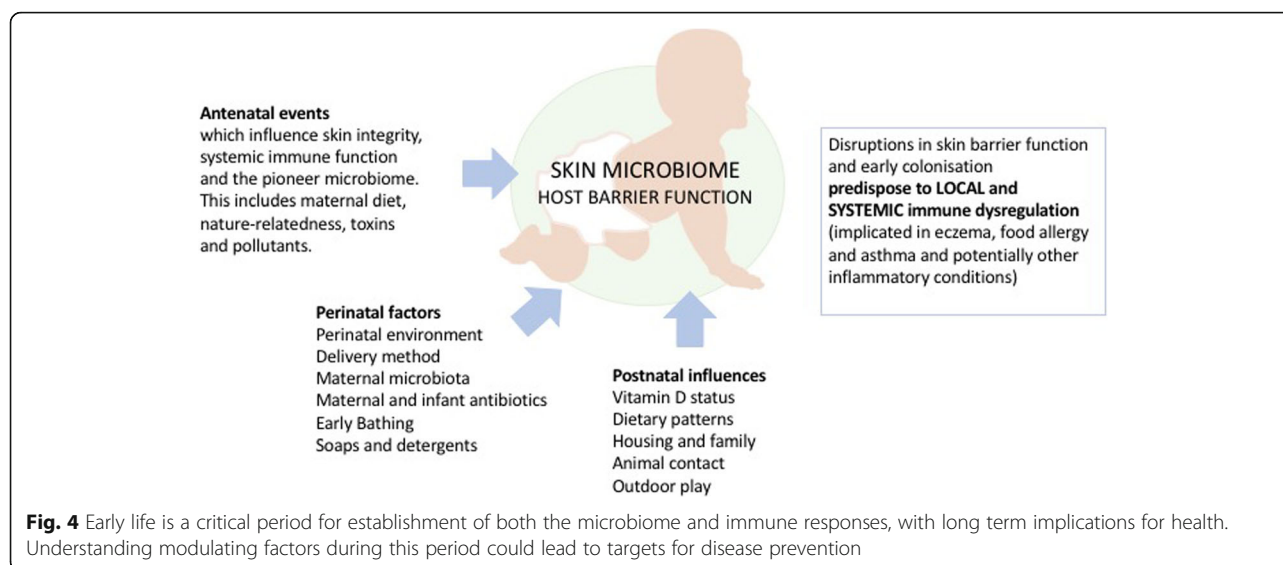 Antenatal events
which influence skin integrity,
systemic immune function
and the pioneer microbiome.
This includes maternal diet,
nature-relatedness, toxins
and pollutants.
SKIN MICROBIOME
HOST BARRIER FUNCTION
Disruptions in skin barrier function
and early colonisation
predispose to LOCAL and
SYSTEMIC immune dysregulation
(implicated in eczema, food allergy
and asthma and potentially other
inflammatory conditions)
Perinatal factors
Perinatal environment
Delivery method
Maternal microbiota
Maternal and infant antibiotics
Early Bathing
Soaps and detergents
Postnatal influences
Vitamin D status
Dietary patterns
Housing and family
Animal contact
Outdoor play
Fig. 4 Early life is a critical period for establishment of both the microbiome and immune responses, with long term implications for health.
Understanding modulating factors during this period could lead to targets for disease prevention